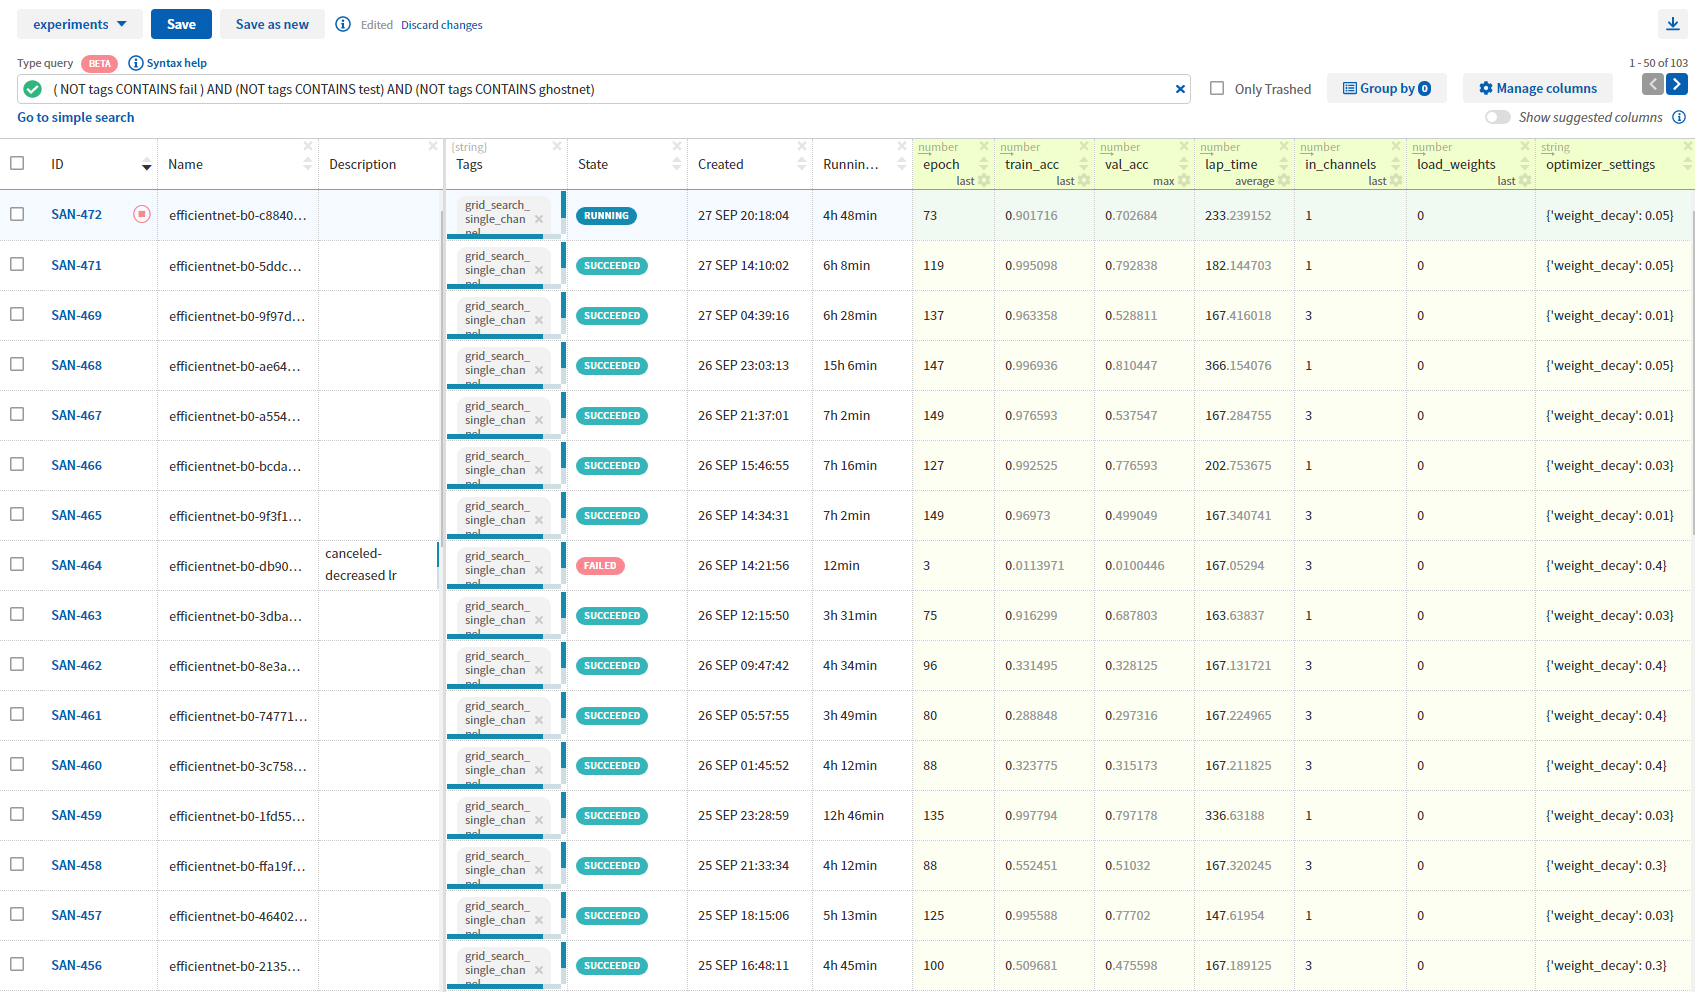 experiments Save Save as new Edited Discard changes
Type query BETA Syntax help 1 - 50 of 103
( NOT tags CONTAINS fail ) AND (NOT tags CONTAINS test) AND (NOT tags CONTAINS ghostnet) Only Trashed Group by 0 Manage columns
Go to simple search Show suggested columns
{string} number number number number number number string
ID Name Description Tags State Created Runnin... epoch train_acc val_acc lap_time in_channels load_weights optimizer_settings
last last max average last last
SAN-472 efficientnet-b0-c8840... grid_search_single_chan RUNNING 27 SEP 20:18:04 4h 48min 73 0.901716 0.702684 233.239152 1 0 {'weight_decay': 0.05}
SAN-471 efficientnet-b0-5ddc... grid_search_single_chan SUCCEEDED 27 SEP 14:10:02 6h 8min 119 0.995098 0.792838 182.144703 1 0 {'weight_decay': 0.05}
SAN-469 efficientnet-b0-9f97d... grid_search_single_chan SUCCEEDED 27 SEP 04:39:16 6h 28min 137 0.963358 0.528811 167.416018 3 0 {'weight_decay': 0.01}
SAN-468 efficientnet-b0-ae64... grid_search_single_chan SUCCEEDED 26 SEP 23:03:13 15h 6min 147 0.996936 0.810447 366.154076 1 0 {'weight_decay': 0.05}
SAN-467 efficientnet-b0-a554... grid_search_single_chan SUCCEEDED 26 SEP 21:37:01 7h 2min 149 0.976593 0.537547 167.284755 3 0 {'weight_decay': 0.01}
SAN-466 efficientnet-b0-bcda... grid_search_single_chan SUCCEEDED 26 SEP 15:46:55 7h 16min 127 0.992525 0.776593 202.753675 1 0 {'weight_decay': 0.03}
SAN-465 efficientnet-b0-9f3f1... grid_search_single_chan SUCCEEDED 26 SEP 14:34:31 7h 2min 149 0.96973 0.499049 167.340741 3 0 {'weight_decay': 0.01}
SAN-464 efficientnet-b0-db90... canceled-decreased lr grid_search_single_chan FAILED 26 SEP 14:21:56 12min 3 0.0113971 0.0100446 167.05294 3 0 {'weight_decay': 0.4}
SAN-463 efficientnet-b0-3dba... grid_search_single_chan SUCCEEDED 26 SEP 12:15:50 3h 31min 75 0.916299 0.687803 163.63837 1 0 {'weight_decay': 0.03}
SAN-462 efficientnet-b0-8e3a... grid_search_single_chan SUCCEEDED 26 SEP 09:47:42 4h 34min 96 0.331495 0.328125 167.131721 3 0 {'weight_decay': 0.4}
SAN-461 efficientnet-b0-74771... grid_search_single_chan SUCCEEDED 26 SEP 05:57:55 3h 49min 80 0.288848 0.297316 167.224965 3 0 {'weight_decay': 0.4}
SAN-460 efficientnet-b0-3c758... grid_search_single_chan SUCCEEDED 26 SEP 01:45:52 4h 12min 88 0.323775 0.315173 167.211825 3 0 {'weight_decay': 0.4}
SAN-459 efficientnet-b0-1fd55... grid_search_single_chan SUCCEEDED 25 SEP 23:28:59 12h 46min 135 0.997794 0.797178 336.63188 1 0 {'weight_decay': 0.03}
SAN-458 efficientnet-b0-ffa19f... grid_search_single_chan SUCCEEDED 25 SEP 21:33:34 4h 12min 88 0.552451 0.51032 167.320245 3 0 {'weight_decay': 0.3}
SAN-457 efficientnet-b0-46402... grid_search_single_chan SUCCEEDED 25 SEP 18:15:06 5h 13min 125 0.995588 0.77702 147.61954 1 0 {'weight_decay': 0.03}
SAN-456 efficientnet-b0-2135... grid_search_single_chan SUCCEEDED 25 SEP 16:48:11 4h 45min 100 0.509681 0.475598 167.189125 3 0 {'weight_decay': 0.3}